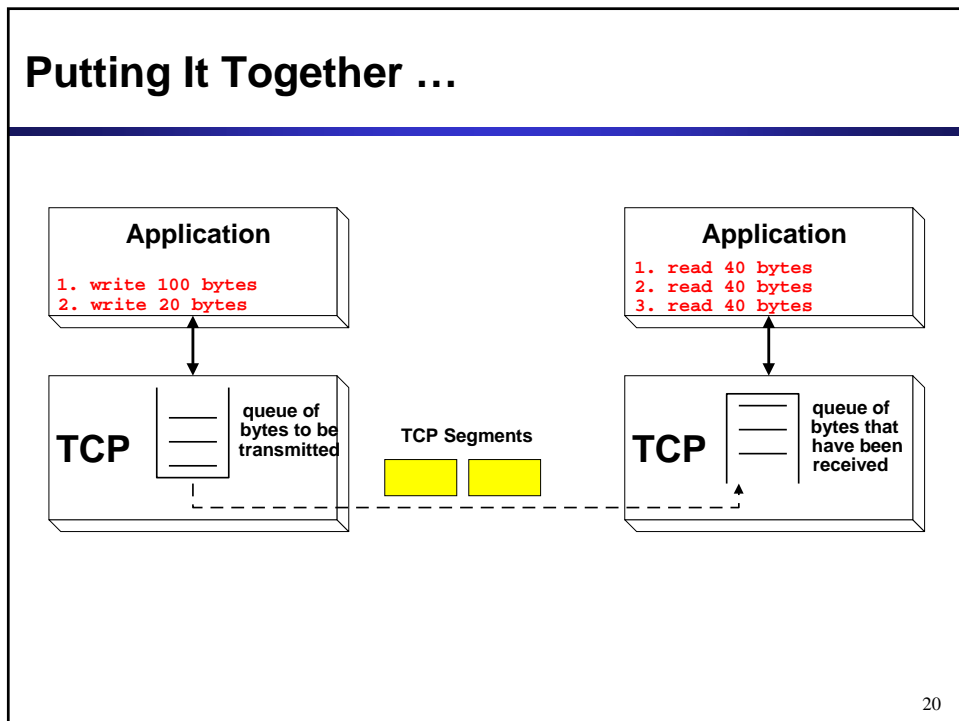 Putting It Together …
Application
1. write 100 bytes
2. write 20 bytes
Application
1. read 40 bytes
2. read 40 bytes
3. read 40 bytes
TCP
queue of
bytes to be
transmitted
TCP Segments
TCP
queue of
bytes that
have been
received
20